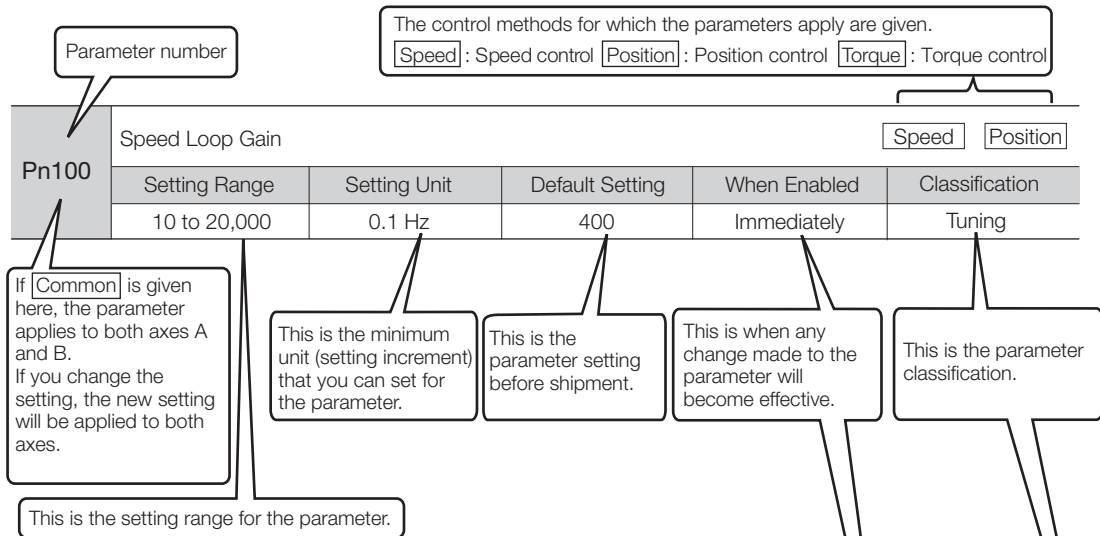 The control methods for which the parameters apply are given.
Speed : Speed control Position : Position control Torque : Torque control
Parameter number
Pn100
Speed Loop Gain Speed Position
Setting Range Setting Unit Default Setting When Enabled Classification
10 to 20,000 0.1 Hz 400 Immediately Tuning
If Common is given
here, the parameter
applies to both axes A
and B.
If you change the
setting, the new setting
will be applied to both
axes.
This is the minimum
unit (setting increment)
that you can set for
the parameter.
This is the
parameter setting
before shipment.
This is when any
change made to the
parameter will
become effective.
This is the parameter
classification.
This is the setting range for the parameter.